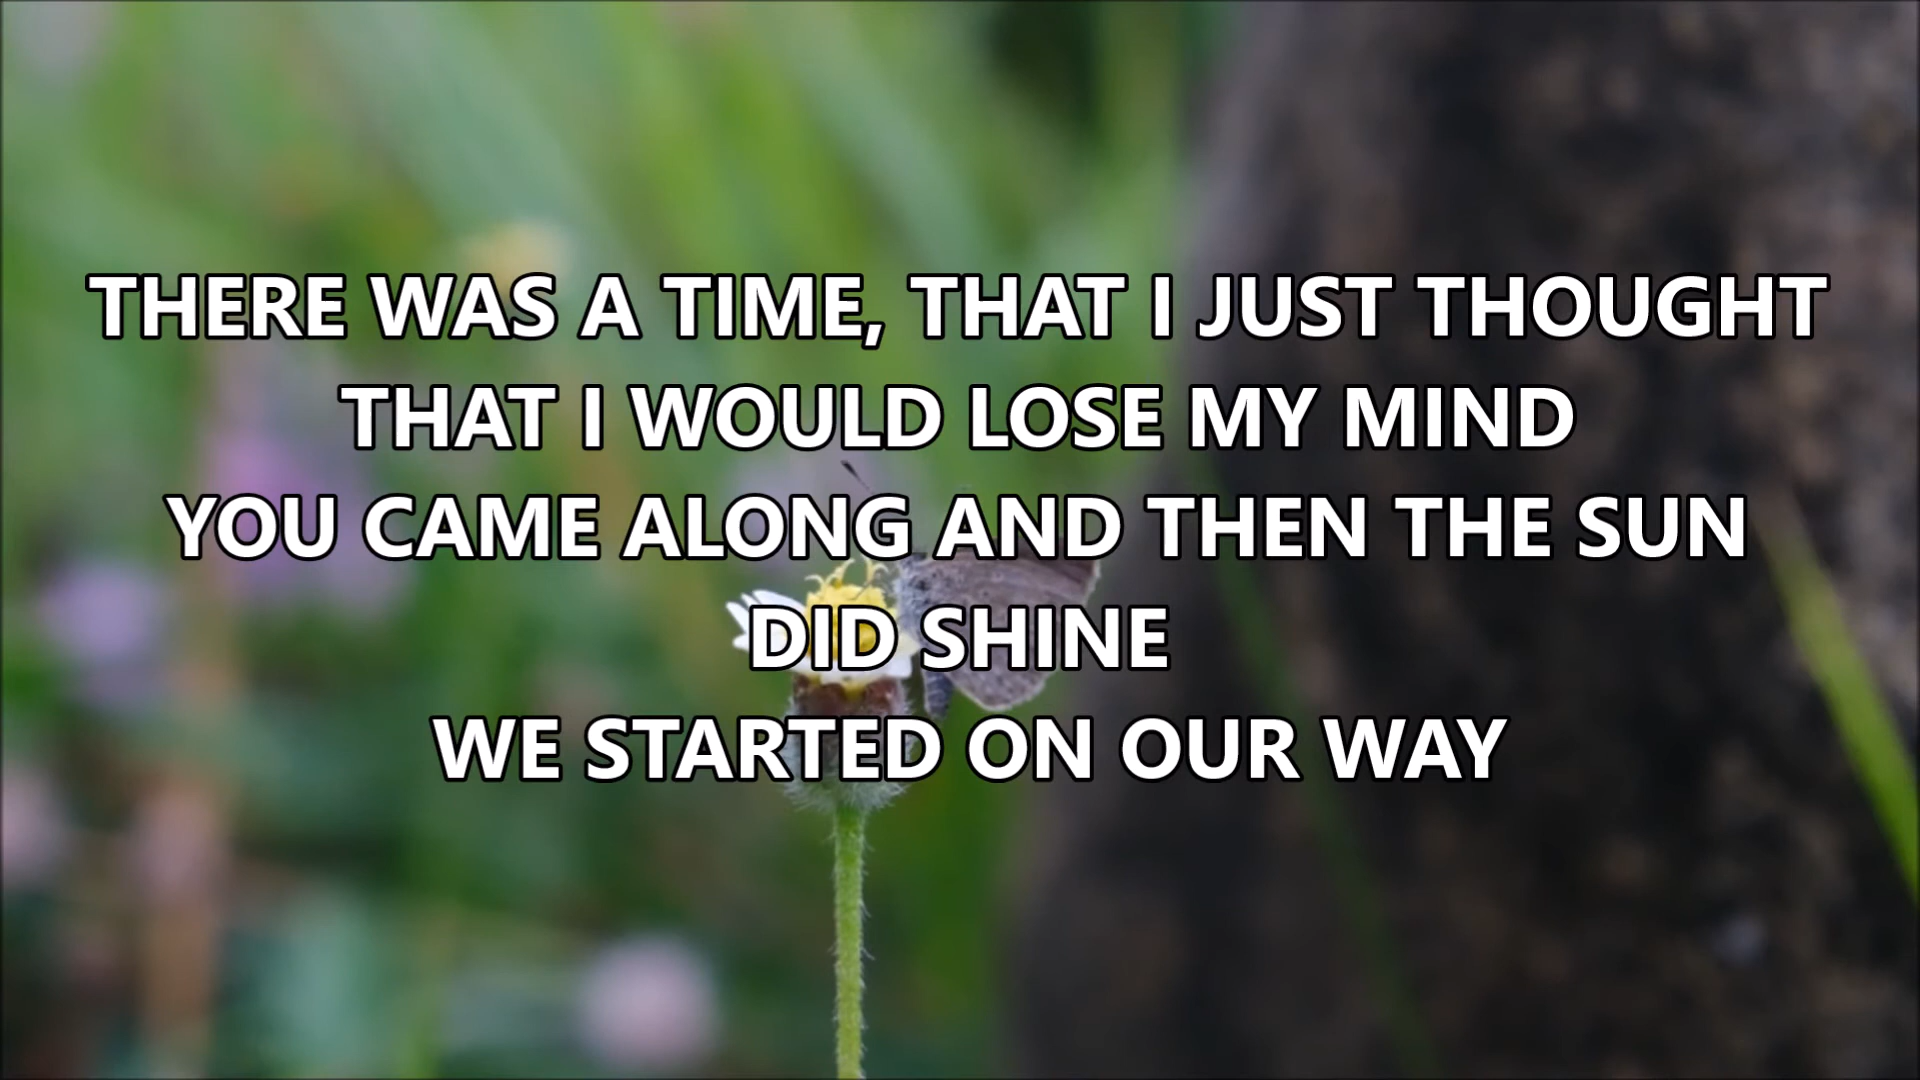 THERE WAS A TIME, THAT I JUST THOUGHT
THAT I WOULD LOSE MY MIND
YOU CAME ALONG AND THEN THE SUN
DID SHINE
WE STARTED ON OUR WAY